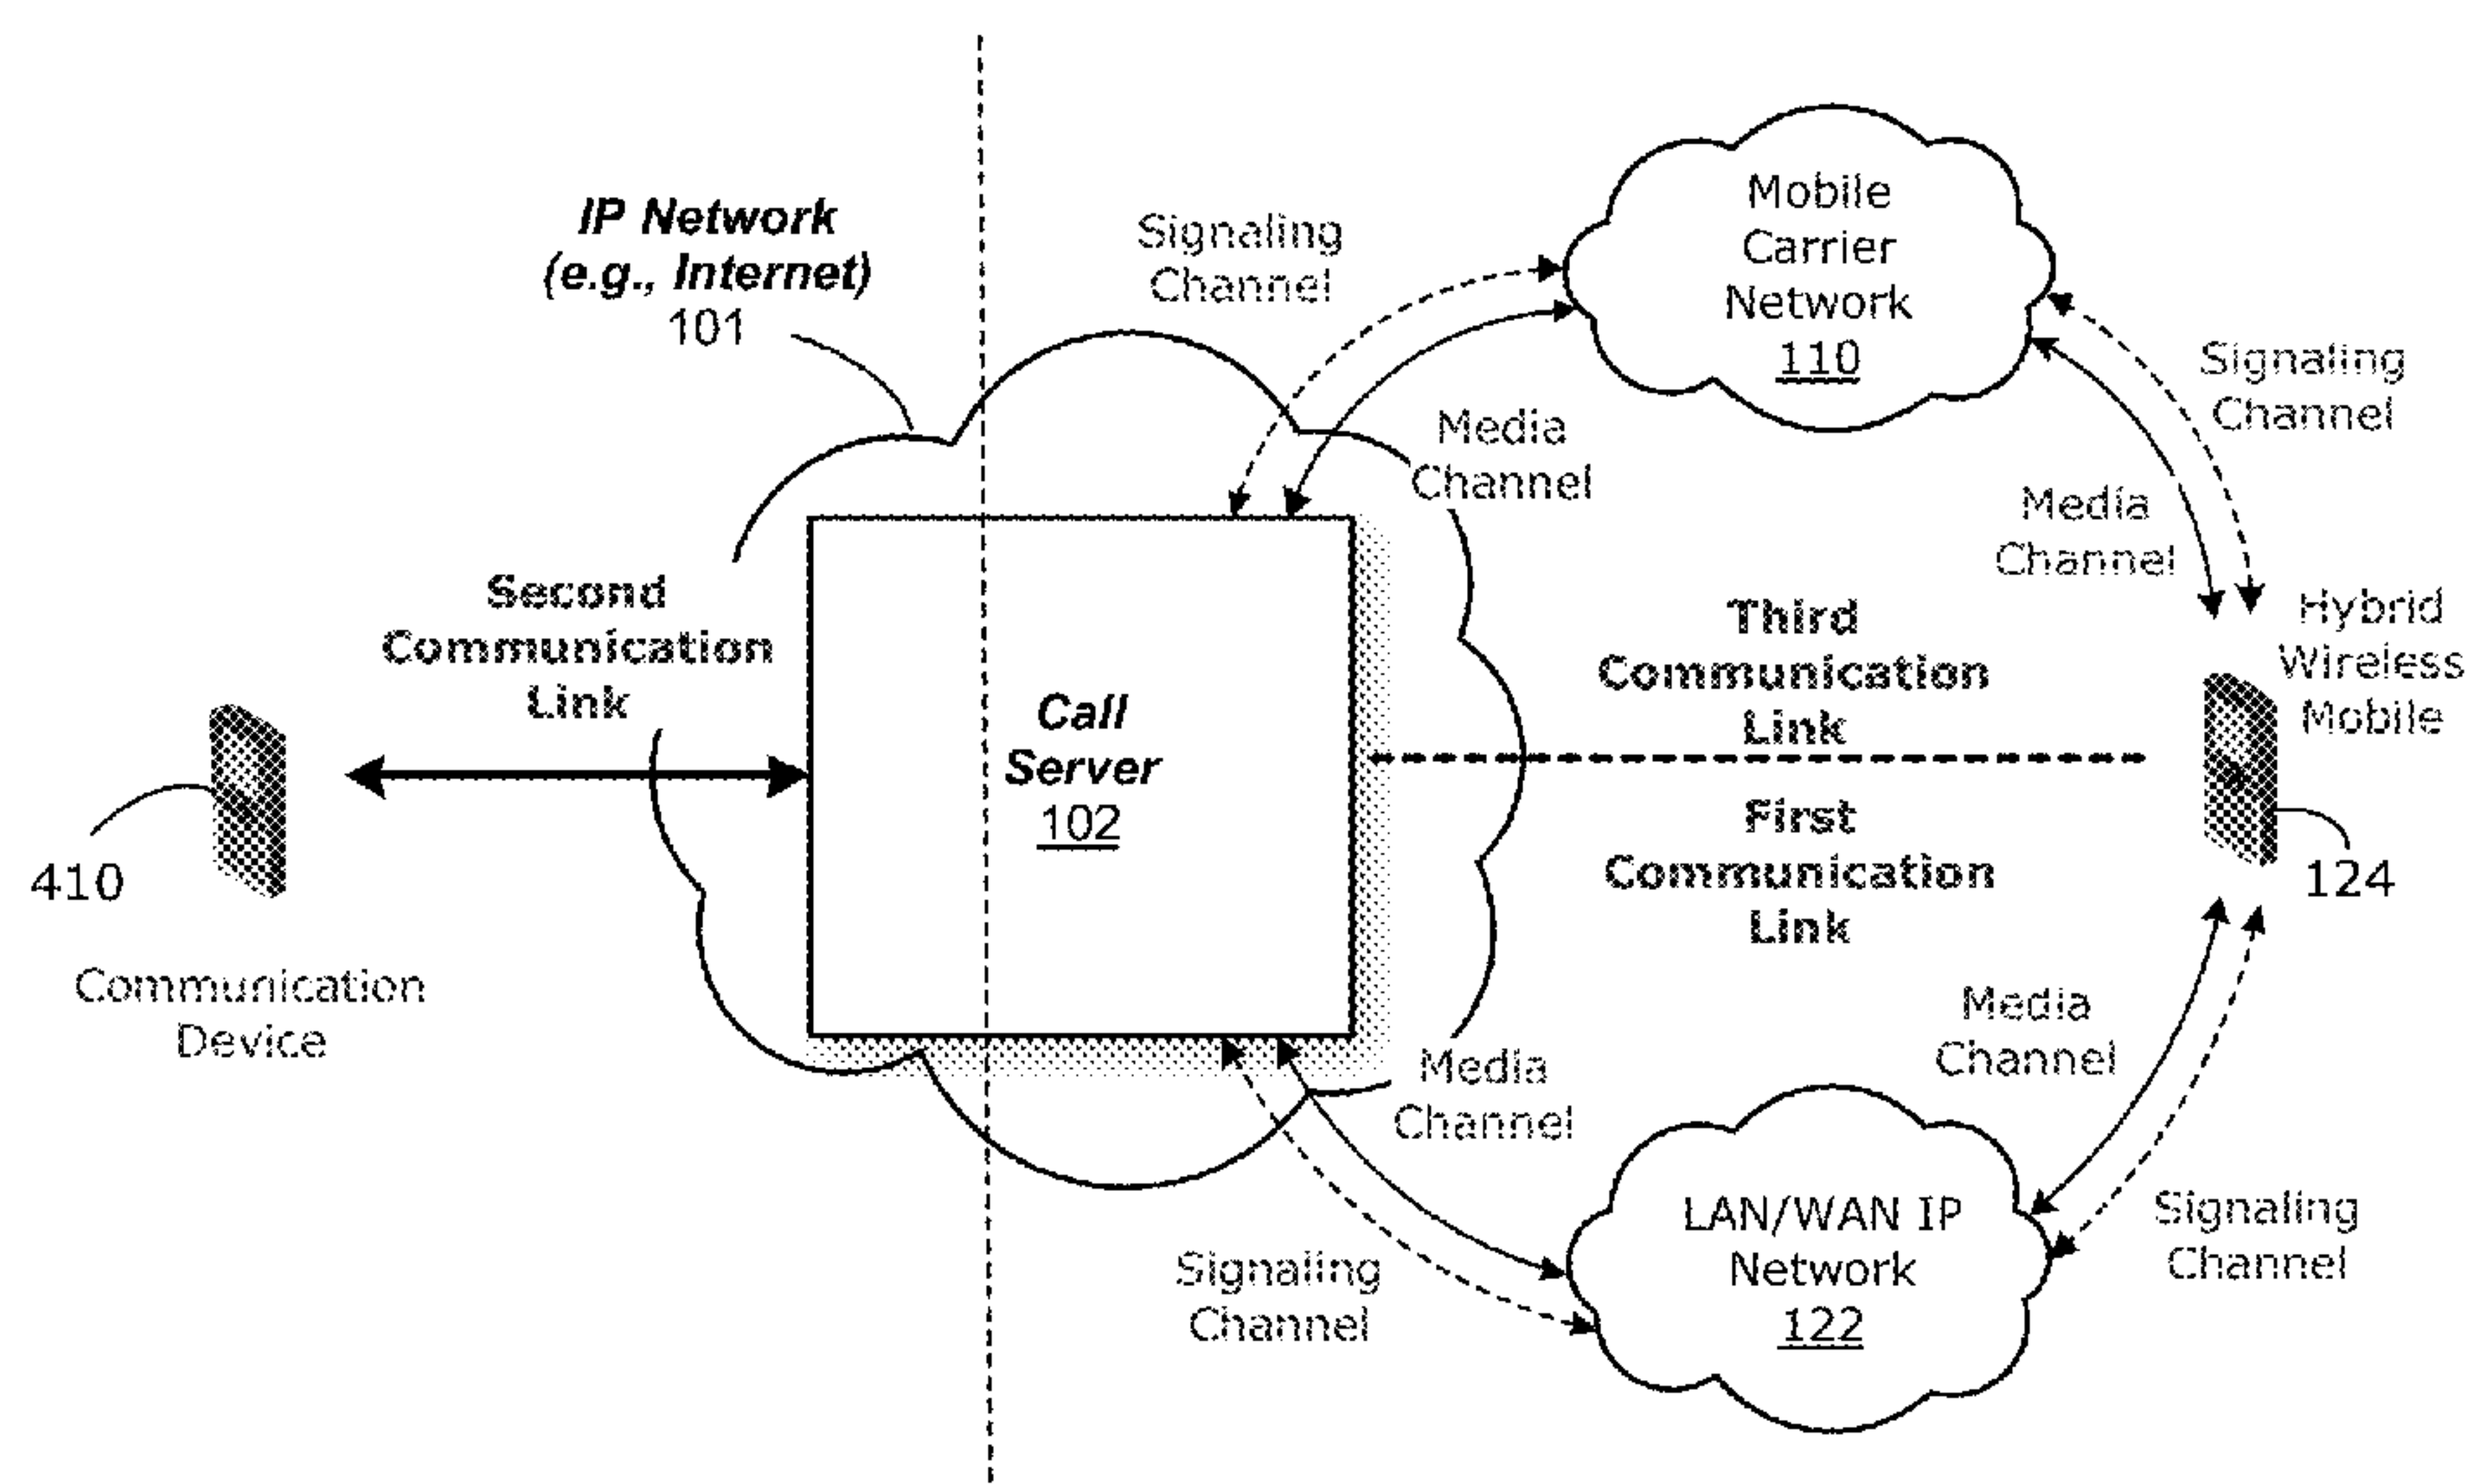 IP Network
(e.g., Internet)
101
Signaling
Channel
Mobile
Carrier
Network
110
Signaling
Channel
Media
Channel
Media
Channel
Second
Communication
Link
Third
Communication
Link
Hybrid
Wireless
Mobile
Call
Server
102
First
Communication
Link
410
124
Communication
Device
Media
Channel
Media
Channel
Signaling
Channel
LAN/WAN IP
Network
122
Signaling
Channel